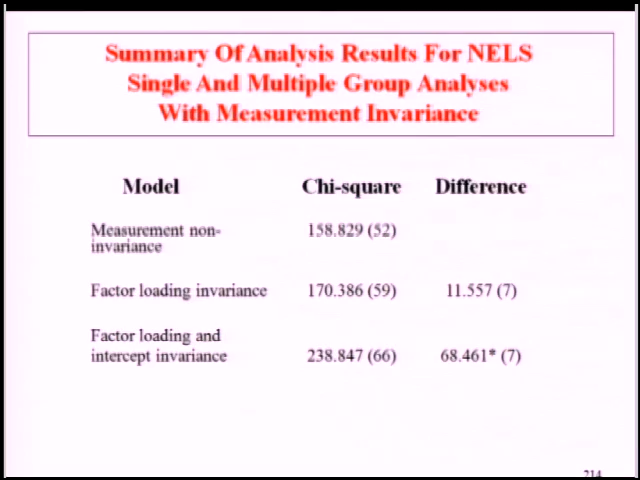 Summary Of Analysis Results For NELS
Single And Multiple Group Analyses
With Measurement Invariance
Model Chi-square Difference
Measurement non-
invariance
158.829 (52)
Factor loading invariance 170.386 (59) 11.557 (7)
Factor loading and
intercept invariance 238.847 (66) 68.461* (7)
214